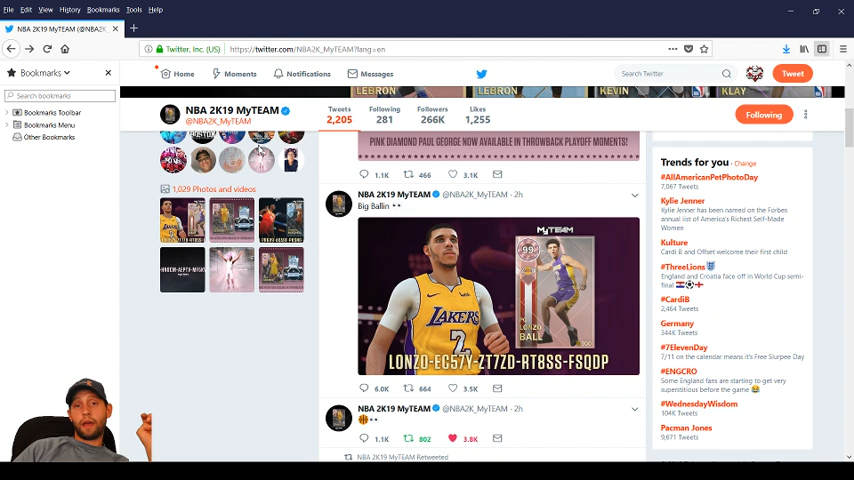 File Edit View History Bookmarks Tools Help
NBA 2K19 MyTEAM (@NBA2K_
Twitter, Inc. (US) https://twitter.com/NBA2K_MyTEAM?lang=en
Bookmarks
Search bookmarks
Bookmarks Toolbar
Bookmarks Menu
Other Bookmarks
Home Moments Notifications Messages Search Twitter Tweet
LEBRON LEBRON KEVIN KLAY
NBA 2K19 MyTEAM
@NBA2K_MyTEAM
Tweets 2,205
Following 281
Followers 266K
Likes 1,255
Following
1,029 Photos and videos
PINK DIAMOND PAUL GEORGE NOW AVAILABLE IN THROWBACK PLAYOFF MOMENTS!
1.1K 466 3.1K
NBA 2K19 MyTEAM @NBA2K_MyTEAM · 2h
Big Ballin 👀
MyTEAM
99
PG
LONZO
BALL
LAKERS
2
LONZO-EC57Y-ZT7ZD-RT8SS-FSQDP
6.0K 664 3.5K
NBA 2K19 MyTEAM @NBA2K_MyTEAM · 2h
🏀👀
1.1K 802 3.8K
NBA 2K19 MyTEAM Retweeted
Trends for you · Change
#AllAmericanPetPhotoDay
7,067 Tweets
Kylie Jenner
Kylie Jenner has been named on the Forbes
annual list of America's Richest Self-Made
Women
Kulture
Cardi B and Offset welcome their first child
#ThreeLions
England and Croatia face off in World Cup semi-
final
#CardiB
2,464 Tweets
Germany
344K Tweets
#7ElevenDay
7/11 on the calendar means it's Free Slurpee Day
#ENGCRO
Some England fans are starting to get very
superstitious before the game 😂
#WednesdayWisdom
104K Tweets
Pacman Jones
9,671 Tweets